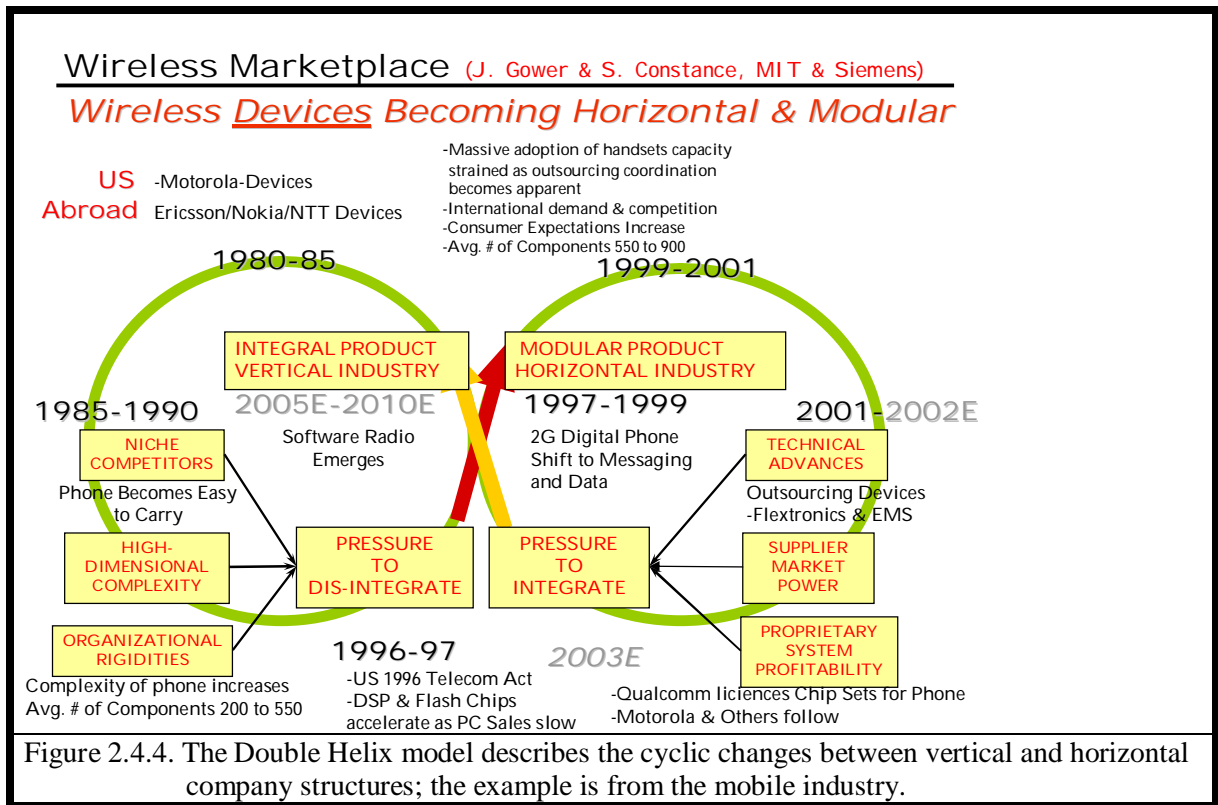 Wireless Marketplace (J. Gower & S. Constance, MIT & Siemens)
Wireless Devices Becoming Horizontal & Modular
US -Motorola-Devices
Abroad Ericsson/Nokia/NTT Devices
-Massive adoption of handsets capacity
strained as outsourcing coordination
becomes apparent
-International demand & competition
-Consumer Expectations Increase
-Avg. # of Components 550 to 900
1980-85
1999-2001
INTEGRAL PRODUCT
VERTICAL INDUSTRY
MODULAR PRODUCT
HORIZONTAL INDUSTRY
1985-1990
2005E-2010E
1997-1999
2001-2002E
NICHE
COMPETITORS
Software Radio
Emerges
2G Digital Phone
Shift to Messaging
and Data
TECHNICAL
ADVANCES
Phone Becomes Easy
to Carry
Outsourcing Devices
-Flextronics & EMS
HIGH-
DIMENSIONAL
COMPLEXITY
PRESSURE
TO
DIS-INTEGRATE
PRESSURE
TO
INTEGRATE
SUPPLIER
MARKET
POWER
ORGANIZATIONAL
RIGIDITIES
PROPRIETARY
SYSTEM
PROFITABILITY
Complexity of phone increases
Avg. # of Components 200 to 550
1996-97
-US 1996 Telecom Act
-DSP & Flash Chips
accelerate as PC Sales slow
2003E
-Qualcomm liciences Chip Sets for Phone
-Motorola & Others follow
Figure 2.4.4. The Double Helix model describes the cyclic changes between vertical and horizontal
company structures; the example is from the mobile industry.